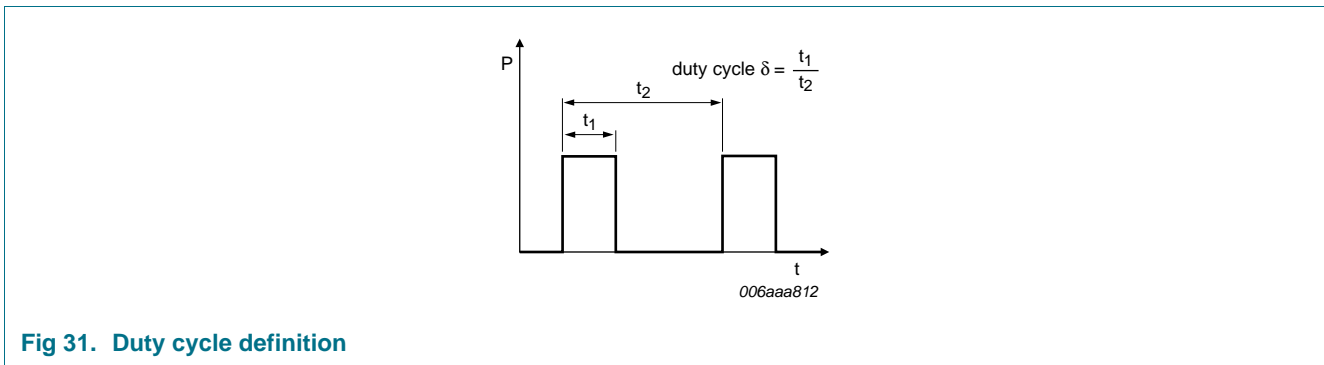 P
duty cycle δ = t1
t2
t2
t1
t
006aaa812
Fig 31. Duty cycle definition